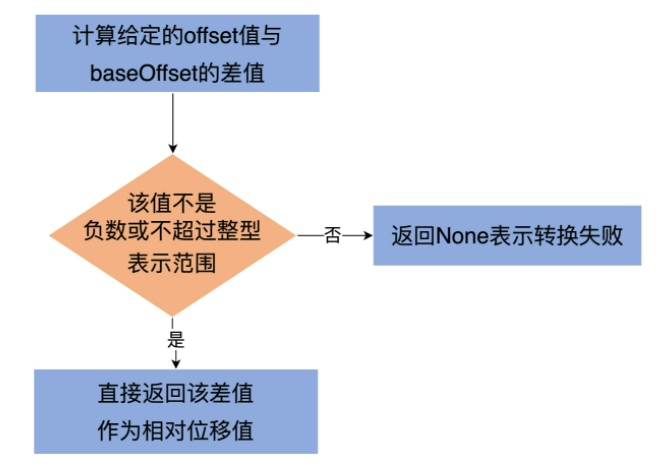 计算给定的offset值与
baseOffset的差值
该值不是
负数或不超过整型
表示范围
否
返回None表示转换失败
是
直接返回该差值
作为相对位移值